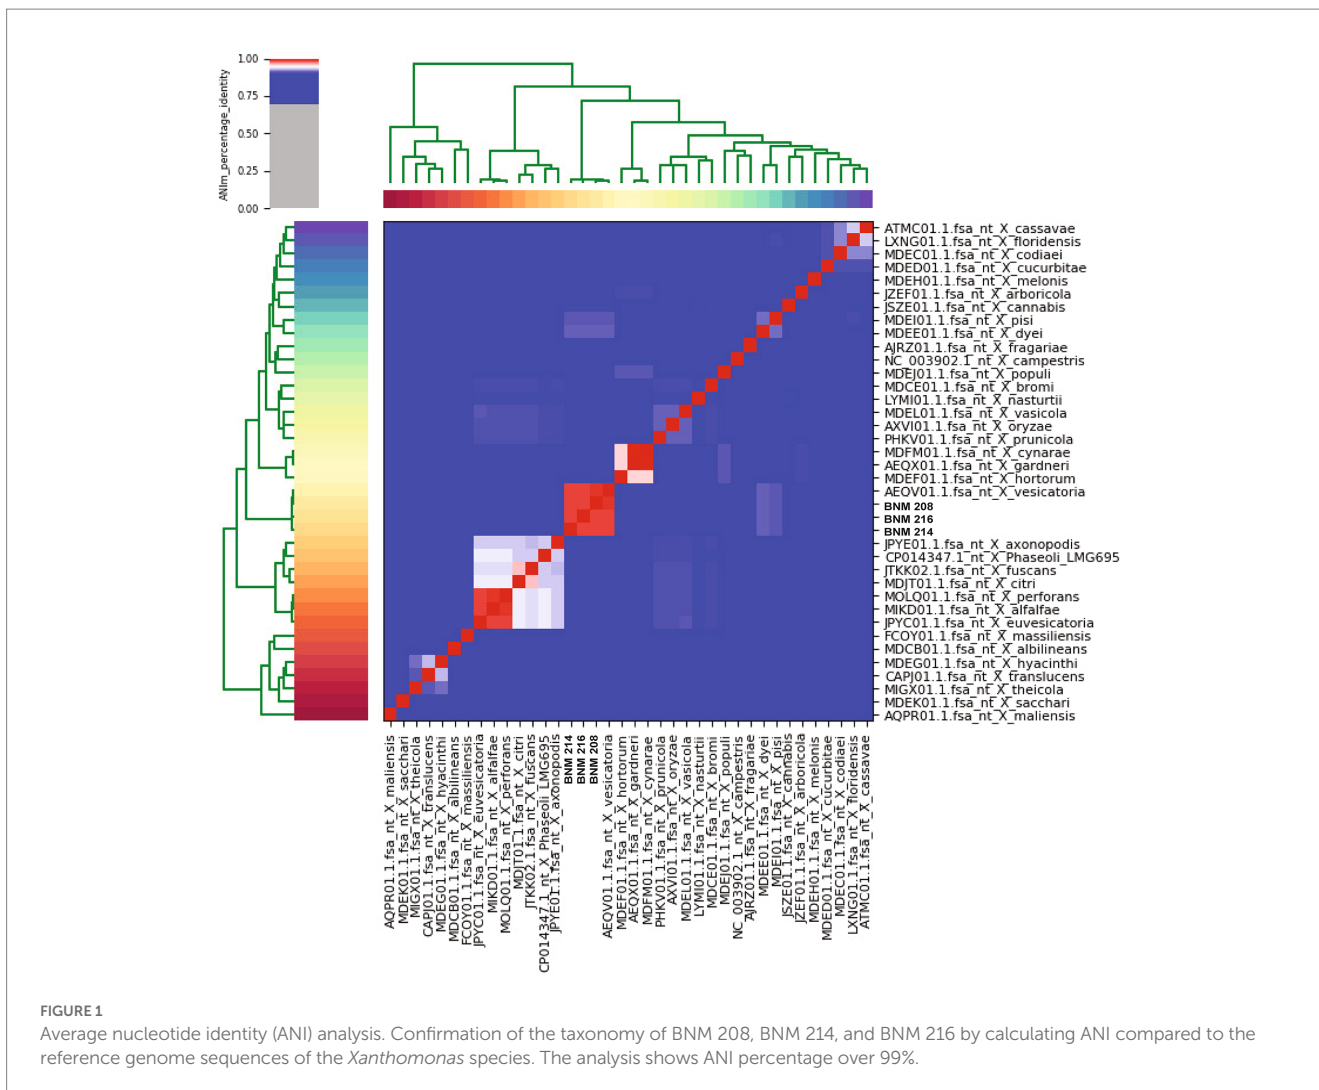 1.00
0.75
0.50
0.25
0.00
ANIm_percentage_identity
ATMC01.1.fsa_nt_X_cassavae
LXNG01.1.fsa_nt_X_floridensis
MDEC01.1.fsa_nt_X_codiaei
MDED01.1.fsa_nt_X_cucurbitae
MDEH01.1.fsa_nt_X_melonis
JZEF01.1.fsa_nt_X_arboricola
JSZE01.1.fsa_nt_X_cannabis
MDEI01.1.fsa_nt_X_pisi
MDEE01.1.fsa_nt_X_dyei
AJRZ01.1.fsa_nt_X_fragariae
NC_003902.1_nt_X_campestris
MDEJ01.1.fsa_nt_X_populi
MDCE01.1.fsa_nt_X_bromi
LYMI01.1.fsa_nt_X_nasturtii
MDEL01.1.fsa_nt_X_vasicola
AXVI01.1.fsa_nt_X_oryzae
PHKV01.1.fsa_nt_X_prunicola
MDFM01.1.fsa_nt_X_cynarae
AEQX01.1.fsa_nt_X_gardneri
MDEF01.1.fsa_nt_X_hortorum
AEQV01.1.fsa_nt_X_vesicatoria
BNM 208
BNM 216
BNM 214
JPYE01.1.fsa_nt_X_axonopodis
CP014347.1_nt_X_Phaseoli_LMG695
JTKK02.1.fsa_nt_X_fuscans
MDJT01.1.fsa_nt_X_citri
MOLQ01.1.fsa_nt_X_perforans
MIKD01.1.fsa_nt_X_alfalfae
JPYC01.1.fsa_nt_X_euvesicatoria
FCOY01.1.fsa_nt_X_massiliensis
MDCB01.1.fsa_nt_X_albilineans
MDEG01.1.fsa_nt_X_hyacinthi
CAPJ01.1.fsa_nt_X_translucens
MIGX01.1.fsa_nt_X_theicola
MDEK01.1.fsa_nt_X_sacchari
AQPR01.1.fsa_nt_X_maliensis
AQPR01.1.fsa_nt_X_maliensis
MDEK01.1.fsa_nt_X_sacchari
MIGX01.1.fsa_nt_X_theicola
CAPJ01.1.fsa_nt_X_translucens
MDEG01.1.fsa_nt_X_hyacinthi
MDCB01.1.fsa_nt_X_albilineans
FCOY01.1.fsa_nt_X_massiliensis
JPYC01.1.fsa_nt_X_euvesicatoria
MIKD01.1.fsa_nt_X_alfalfae
MOLQ01.1.fsa_nt_X_perforans
MDJT01.1.fsa_nt_X_citri
JTKK02.1.fsa_nt_X_fuscans
CP014347.1_nt_X_Phaseoli_LMG695
JPYE01.1.fsa_nt_X_axonopodis
BNM 214
BNM 216
BNM 208
AEQV01.1.fsa_nt_X_vesicatoria
MDEF01.1.fsa_nt_X_hortorum
AEQX01.1.fsa_nt_X_gardneri
MDFM01.1.fsa_nt_X_cynarae
PHKV01.1.fsa_nt_X_prunicola
AXVI01.1.fsa_nt_X_oryzae
MDEL01.1.fsa_nt_X_vasicola
LYMI01.1.fsa_nt_X_nasturtii
MDCE01.1.fsa_nt_X_bromi
MDEJ01.1.fsa_nt_X_populi
NC_003902.1_nt_X_campestris
AJRZ01.1.fsa_nt_X_fragariae
MDEE01.1.fsa_nt_X_dyei
MDEI01.1.fsa_nt_X_pisi
JSZE01.1.fsa_nt_X_cannabis
JZEF01.1.fsa_nt_X_arboricola
MDEH01.1.fsa_nt_X_melonis
MDED01.1.fsa_nt_X_cucurbitae
MDEC01.1.fsa_nt_X_codiaei
LXNG01.1.fsa_nt_X_floridensis
ATMC01.1.fsa_nt_X_cassavae
FIGURE 1
Average nucleotide identity (ANI) analysis. Confirmation of the taxonomy of BNM 208, BNM 214, and BNM 216 by calculating ANI compared to the
reference genome sequences of the Xanthomonas species. The analysis shows ANI percentage over 99%.